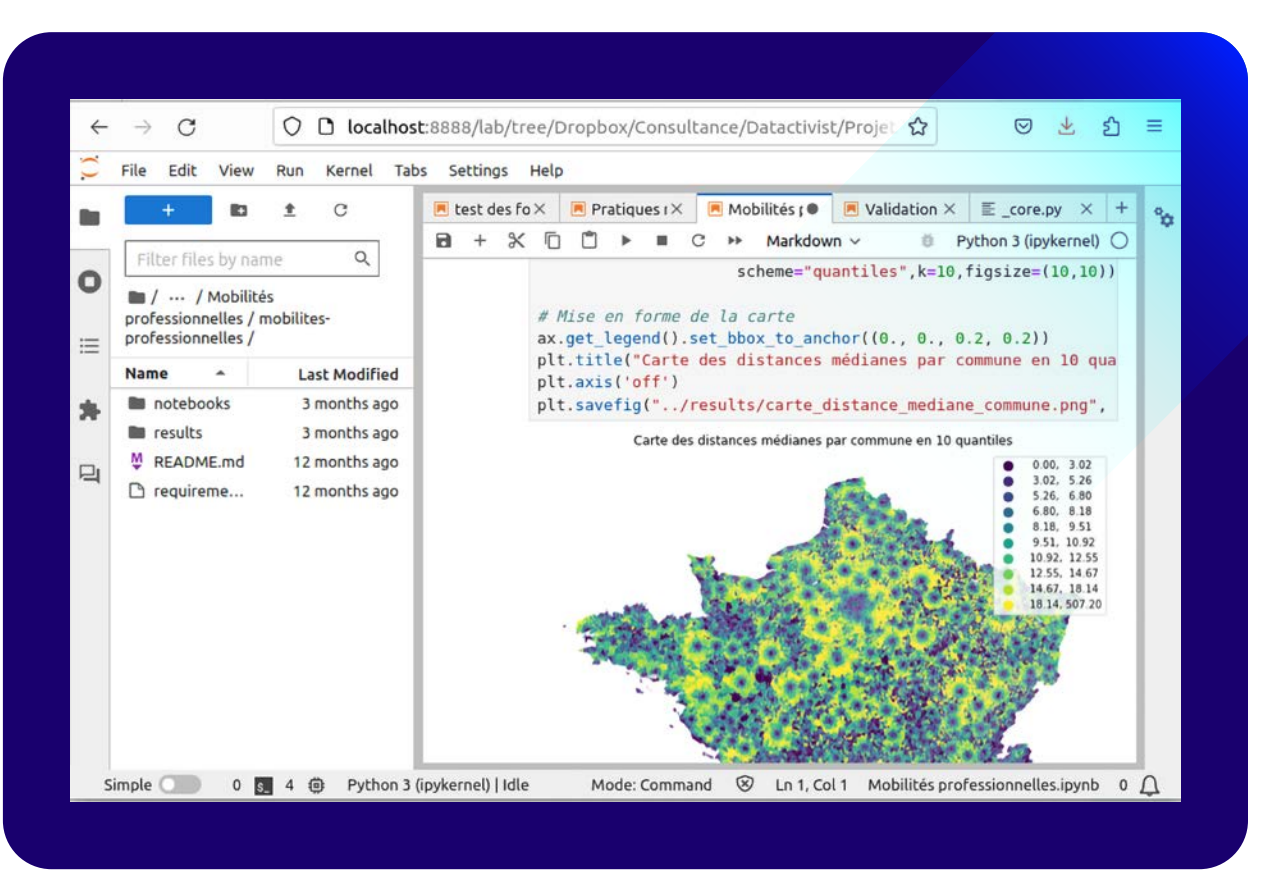 localhost:8888/lab/tree/Dropbox/Consultance/Datactivist/Projet
File Edit View Run Kernel Tabs Settings Help
+
Filter files by name
/ ··· / Mobilités
professionnelles / mobilites-
professionnelles /
Name Last Modified
notebooks 3 months ago
results 3 months ago
README.md 12 months ago
requireme... 12 months ago
test des fo Pratiques Mobilités Validation _core.py +
Markdown Python 3 (ipykernel)
scheme="quantiles",k=10,figsize=(10,10))
# Mise en forme de la carte
ax.get_legend().set_bbox_to_anchor((0., 0., 0.2, 0.2))
plt.title("Carte des distances médianes par commune en 10 qua
plt.axis('off')
plt.savefig("../results/carte_distance_mediane_commune.png",
Carte des distances médianes par commune en 10 quantiles
0.00, 3.02
3.02, 5.26
5.26, 6.80
6.80, 8.18
8.18, 9.51
9.51, 10.92
10.92, 12.55
12.55, 14.67
14.67, 18.14
18.14, 507.20
Simple 0 s_ 4 Python 3 (ipykernel) | Idle Mode: Command Ln 1, Col 1 Mobilités professionnelles.ipynb 0